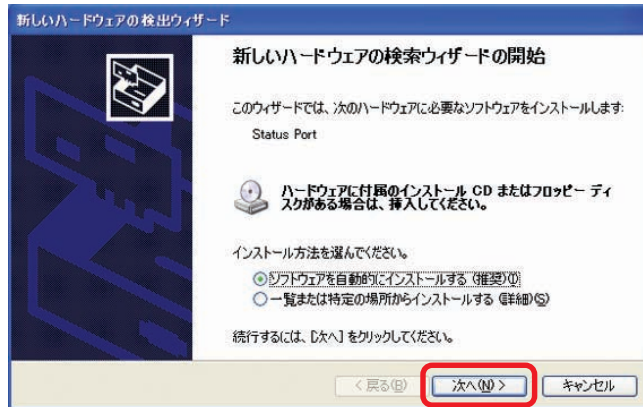 新しいハードウェアの検出ウィザード
新しいハードウェアの検索ウィザードの開始
このウィザードでは、次のハードウェアに必要なソフトウェアをインストールします:
Status Port
ハードウェアに付属のインストール CD またはフロッピー ディ
スクがある場合は、挿入してください。
インストール方法を選んでください。
ソフトウェアを自動的にインストールする (推奨)(I)
一覧または特定の場所からインストールする (詳細)(S)
続行するには、[次へ] をクリックしてください。
< 戻る(B) 次へ(N) > キャンセル